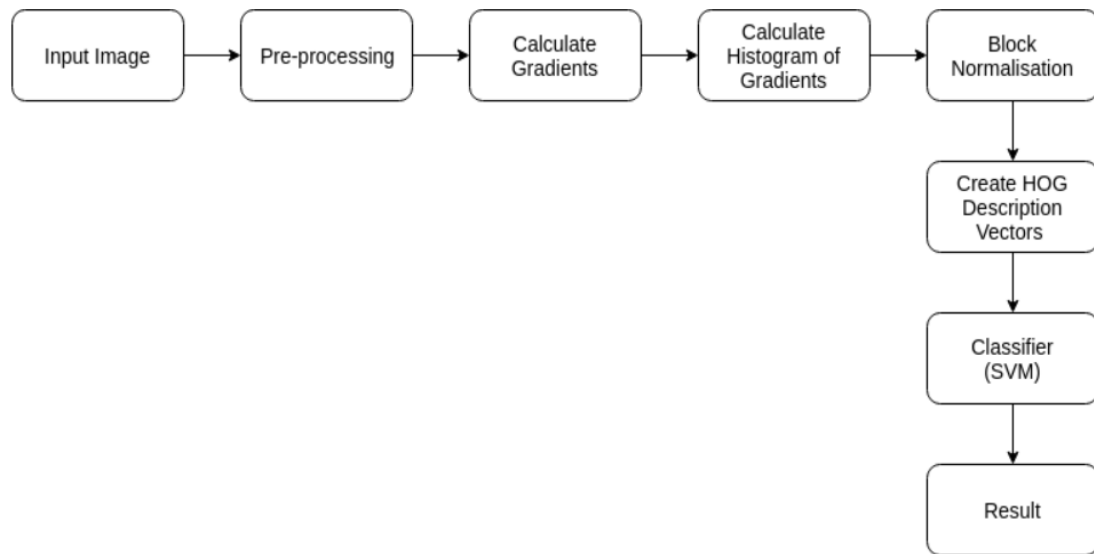 Input Image
Pre-processing
Calculate
Gradients
Calculate
Histogram of
Gradients
Block
Normalisation
Create HOG
Description
Vectors
Classifier
(SVM)
Result